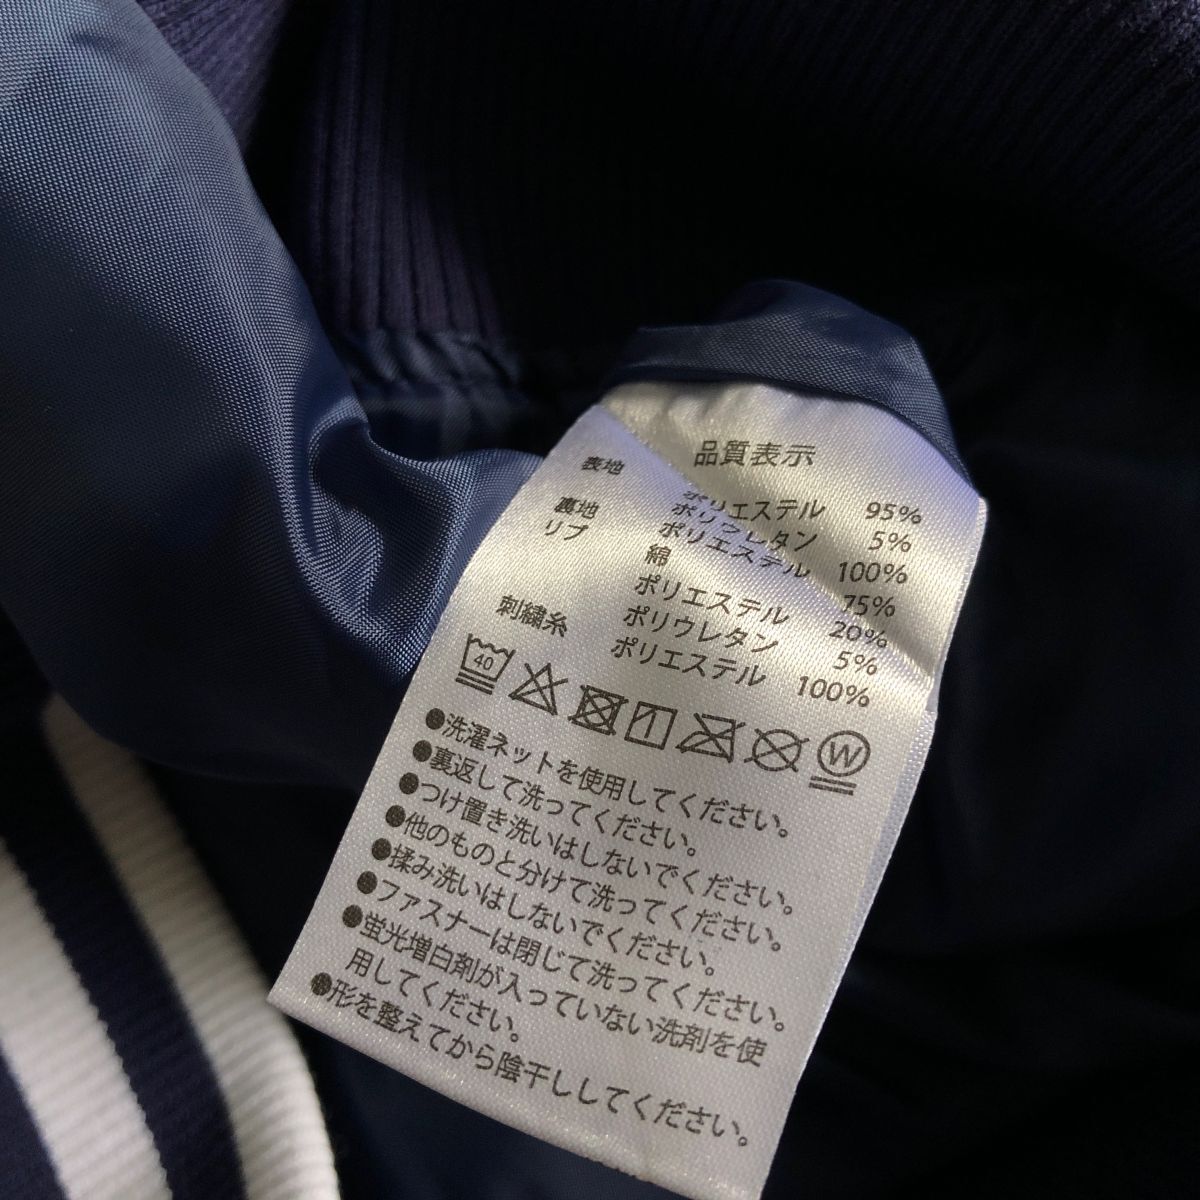 品質表示
表地 ポリエステル 95%
ポリウレタン 5%
裏地 ポリエステル 100%
リブ 綿 75%
ポリエステル 20%
ポリウレタン 5%
刺繍糸 ポリエステル 100%
40 W
●洗濯ネットを使用してください。
●裏返して洗ってください。
●つけ置き洗いはしないでください。
●他のものと分けて洗ってください。
●揉み洗いはしないでください。
●ファスナーは閉じて洗ってください。
●蛍光増白剤が入っていない洗剤を使
用してください。
●形を整えてから陰干ししてください。